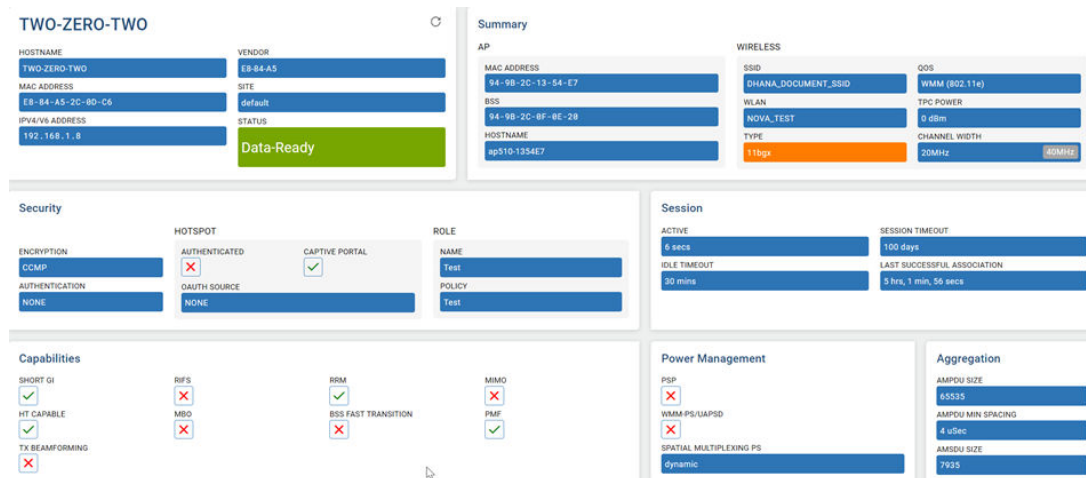 TWO-ZERO-TWO
HOSTNAME
TWO-ZERO-TWO
VENDOR
E8-84-A5
MAC ADDRESS
E8-84-A5-2C-0D-C6
SITE
default
IPV4/V6 ADDRESS
192.168.1.8
STATUS
Data-Ready
Summary
AP
MAC ADDRESS
94-9B-2C-13-54-E7
BSS
94-9B-2C-0F-0E-20
HOSTNAME
ap510-1354E7
WIRELESS
SSID
DHANA_DOCUMENT_SSID
QOS
WMM (802.11e)
WLAN
NOVA_TEST
TPC POWER
0 dBm
TYPE
11bgx
CHANNEL WIDTH
20MHz 40MHz
Security
ENCRYPTION
CCMP
AUTHENTICATION
NONE
HOTSPOT
AUTHENTICATED
CAPTIVE PORTAL
OAUTH SOURCE
NONE
ROLE
NAME
Test
POLICY
Test
Session
ACTIVE
6 secs
SESSION TIMEOUT
100 days
IDLE TIMEOUT
30 mins
LAST SUCCESSFUL ASSOCIATION
5 hrs, 1 min, 56 secs
Capabilities
SHORT GI
RIFS
RRM
MIMO
HT CAPABLE
MBO
BSS FAST TRANSITION
PMF
TX BEAMFORMING
Power Management
PSP
WMM-PS/UAPSD
SPATIAL MULTIPLEXING PS
dynamic
Aggregation
AMPDU SIZE
65535
AMPDU MIN SPACING
4 uSec
AMSDU SIZE
7935